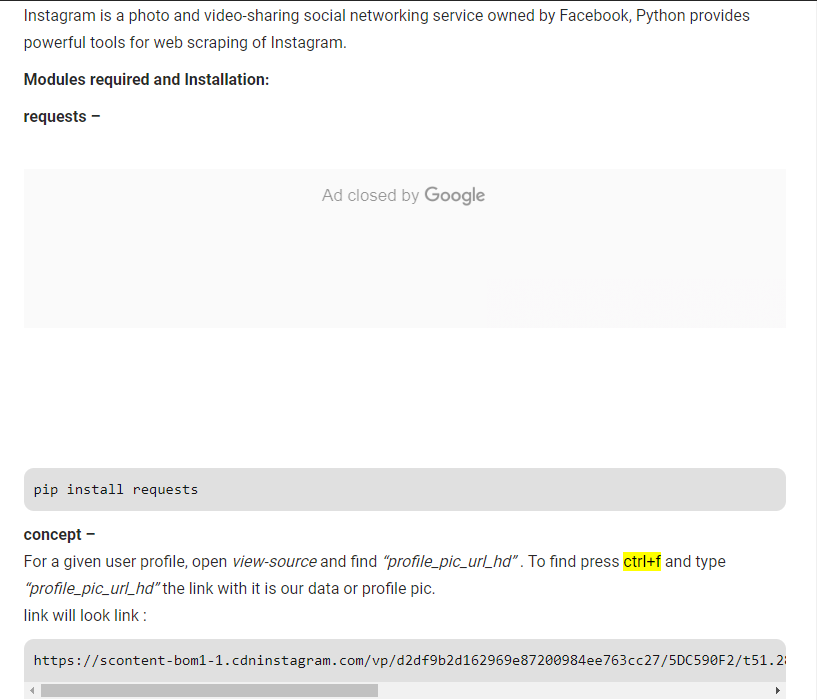 Instagram is a photo and video-sharing social networking service owned by Facebook, Python provides
powerful tools for web scraping of Instagram.
Modules required and Installation:
requests –
Ad closed by Google
pip install requests
concept –
For a given user profile, open view-source and find “profile_pic_url_hd” . To find press ctrl+f and type
“profile_pic_url_hd” the link with it is our data or profile pic.
link will look link :
https://scontent-bom1-1.cdninstagram.com/vp/d2df9b2d162969e87200984ee763cc27/5DC590F2/t51.2